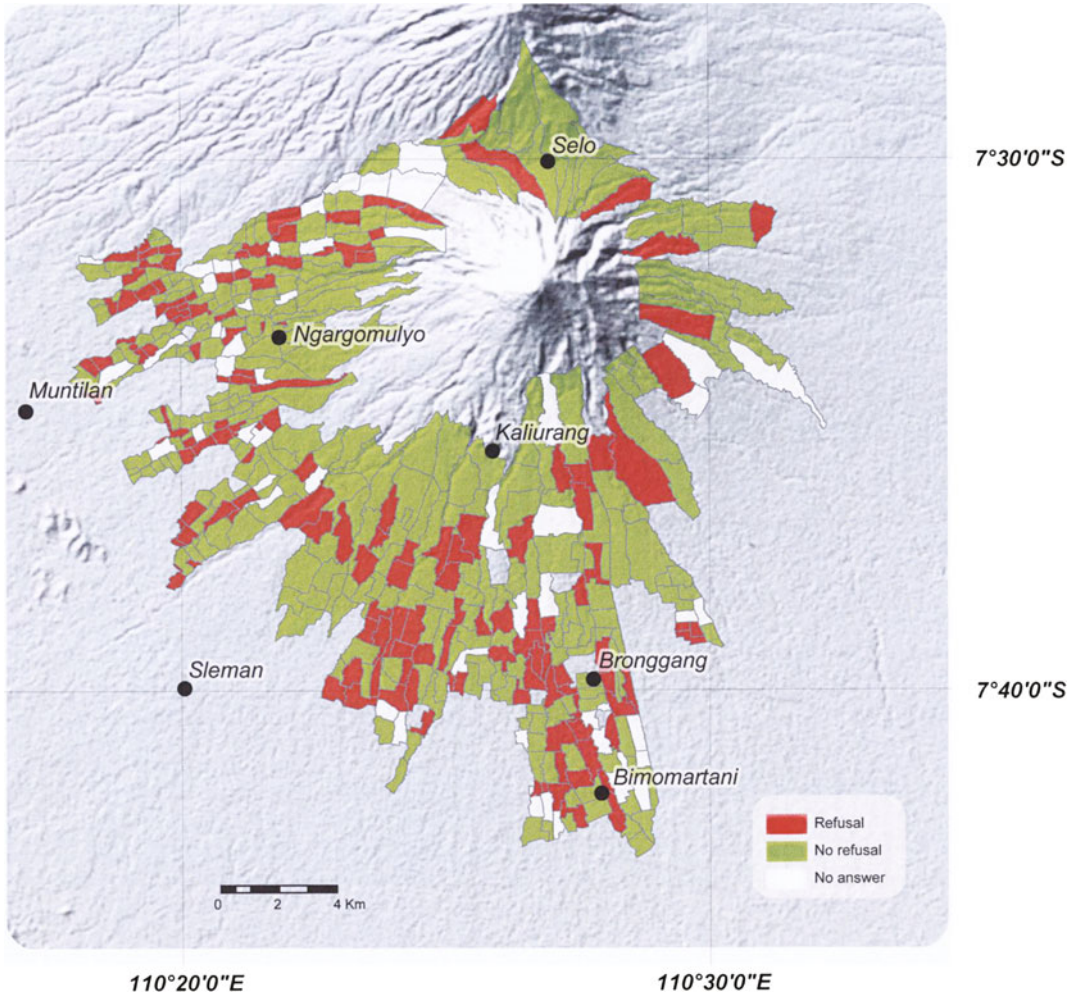 Selo
7°30'0"S
Ngargomulyo
Muntilan
Kaliurang
Sleman
Bronggang
7°40'0"S
Bimomartani
Refusal
No refusal
No answer
0 2 4 Km
110°20'0"E 110°30'0"E